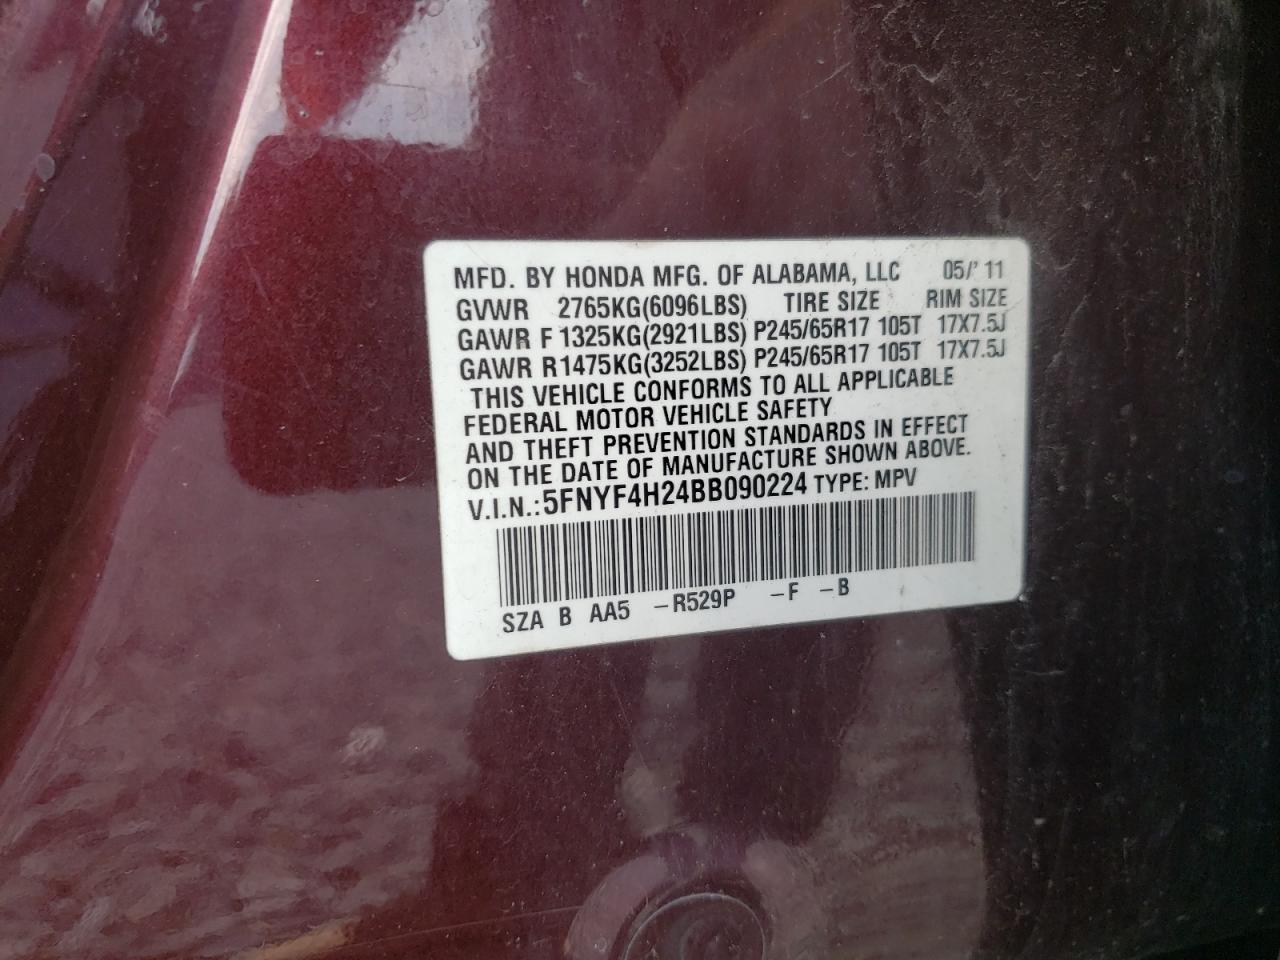 MFD. BY HONDA MFG. OF ALABAMA, LLC 05/'11
GVWR 2765KG(6096LBS) TIRE SIZE RIM SIZE
GAWR F 1325KG(2921LBS) P245/65R17 105T 17X7.5J
GAWR R 1475KG(3252LBS) P245/65R17 105T 17X7.5J
THIS VEHICLE CONFORMS TO ALL APPLICABLE
FEDERAL MOTOR VEHICLE SAFETY
AND THEFT PREVENTION STANDARDS IN EFFECT
ON THE DATE OF MANUFACTURE SHOWN ABOVE.
V.I.N.: 5FNYF4H24BB090224 TYPE: MPV
SZA B AA5 -R529P -F -B